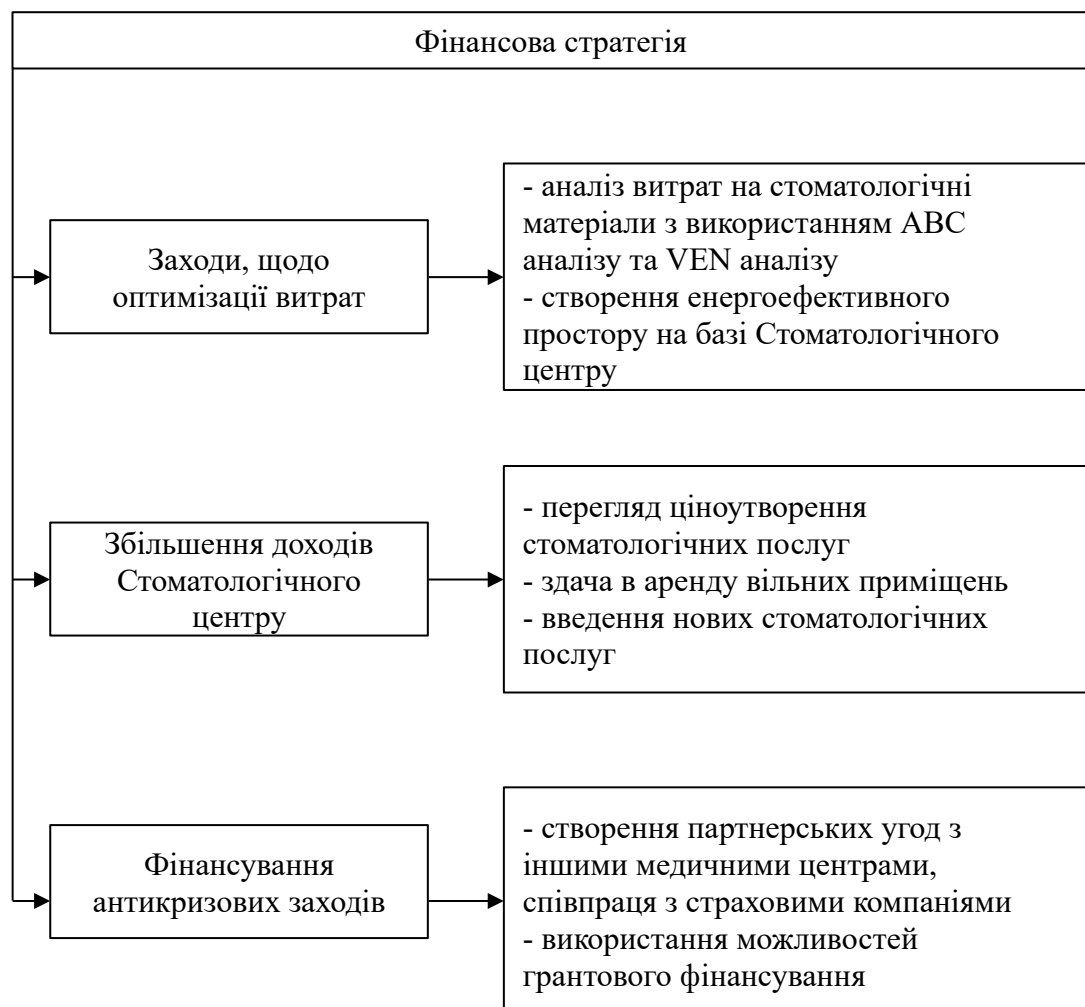 Фінансова стратегія
Заходи, щодо
оптимізації витрат
- аналіз витрат на стоматологічні
матеріали з використанням АВС
аналізу та VEN аналізу
- створення енергоефективного
простору на базі Стоматологічного
центру
Збільшення доходів
Стоматологічного
центру
- перегляд ціноутворення
стоматологічних послуг
- здача в аренду вільних приміщень
- введення нових стоматологічних
послуг
Фінансування
антикризових заходів
- створення партнерських угод з
іншими медичними центрами,
співпраця з страховими компаніями
- використання можливостей
грантового фінансування